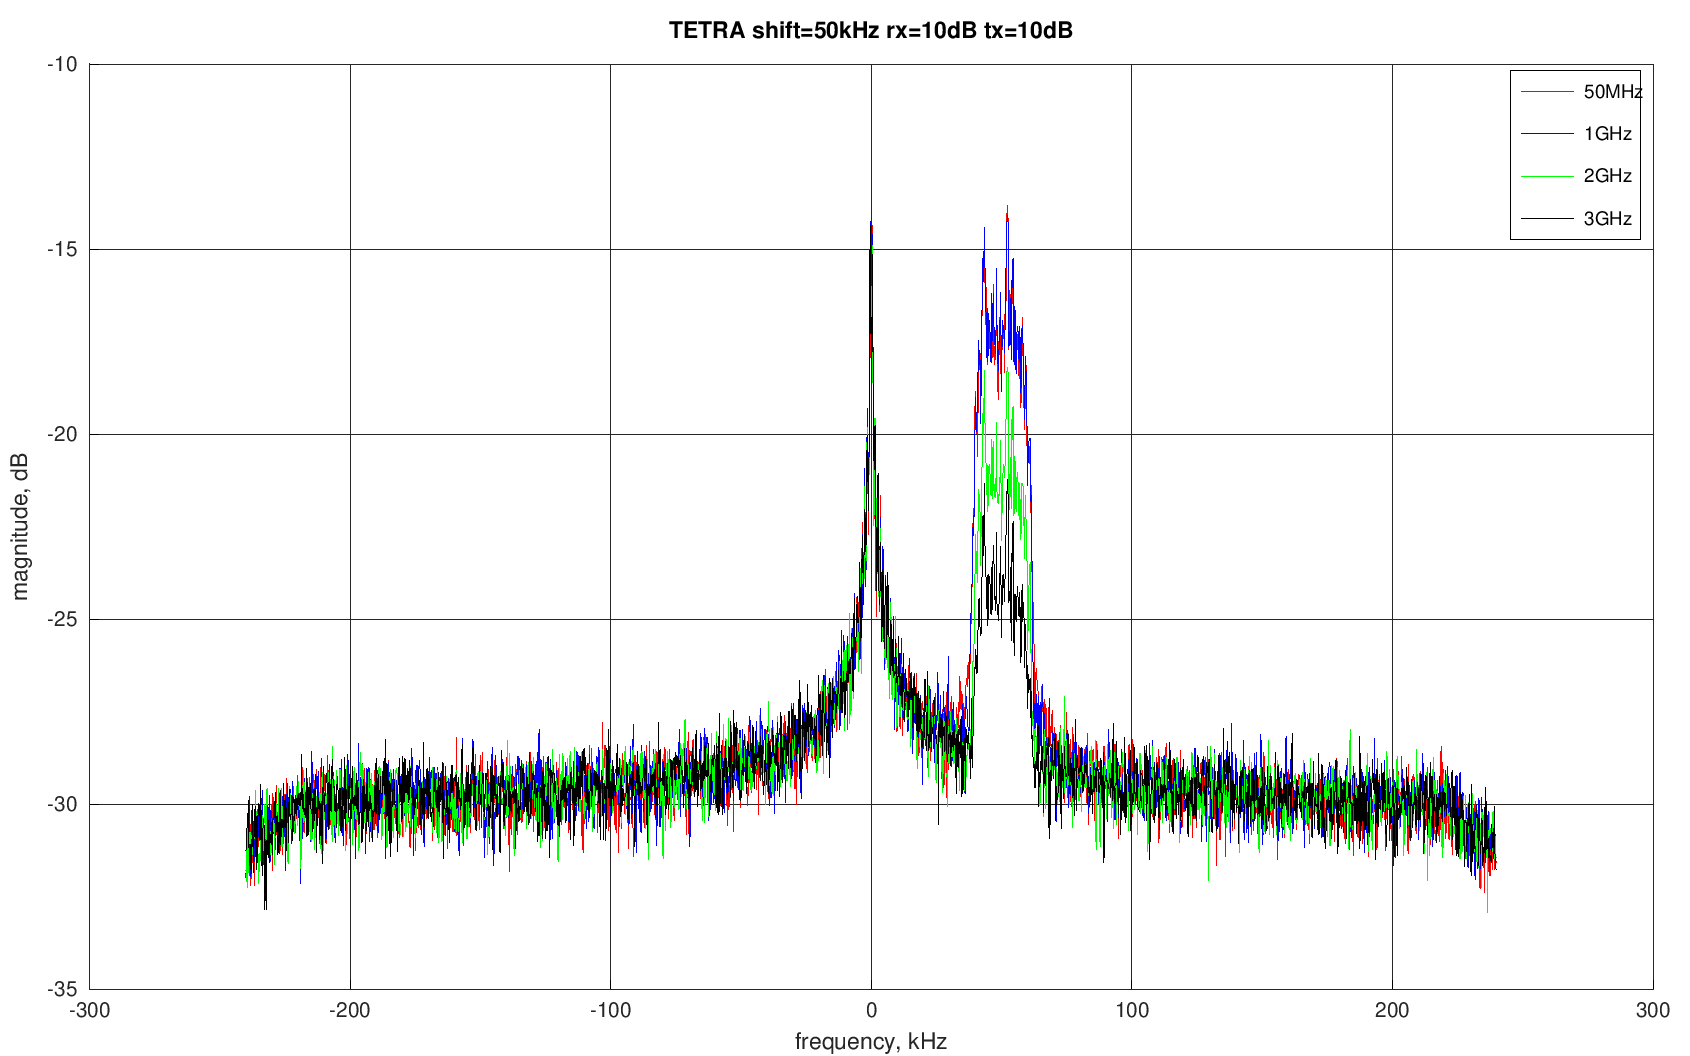 TETRA shift=50kHz rx=10dB tx=10dB
-10
50MHz
1GHz
2GHz
3GHz
-15
-20
magnitude, dB
-25
-30
-35
-300
-200
-100
0
100
200
300
frequency, kHz